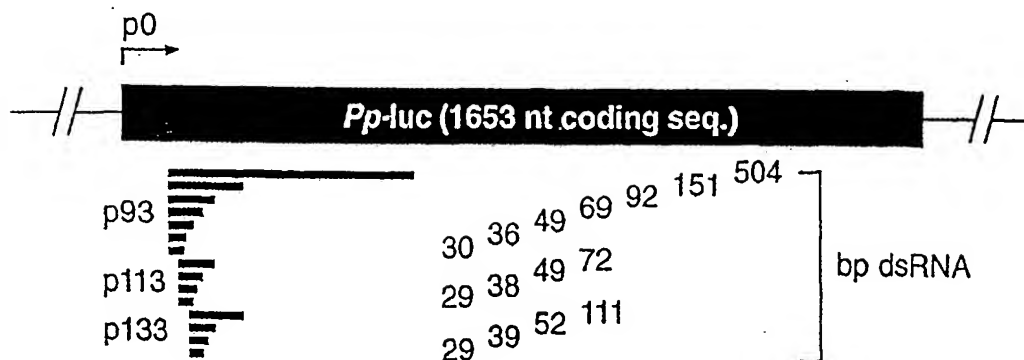 p0
Pp-luc (1653 nt coding seq.)
p93
30 36 49 69 92 151 504
p113
29 38 49 72
p133
29 39 52 111
bp dsRNA